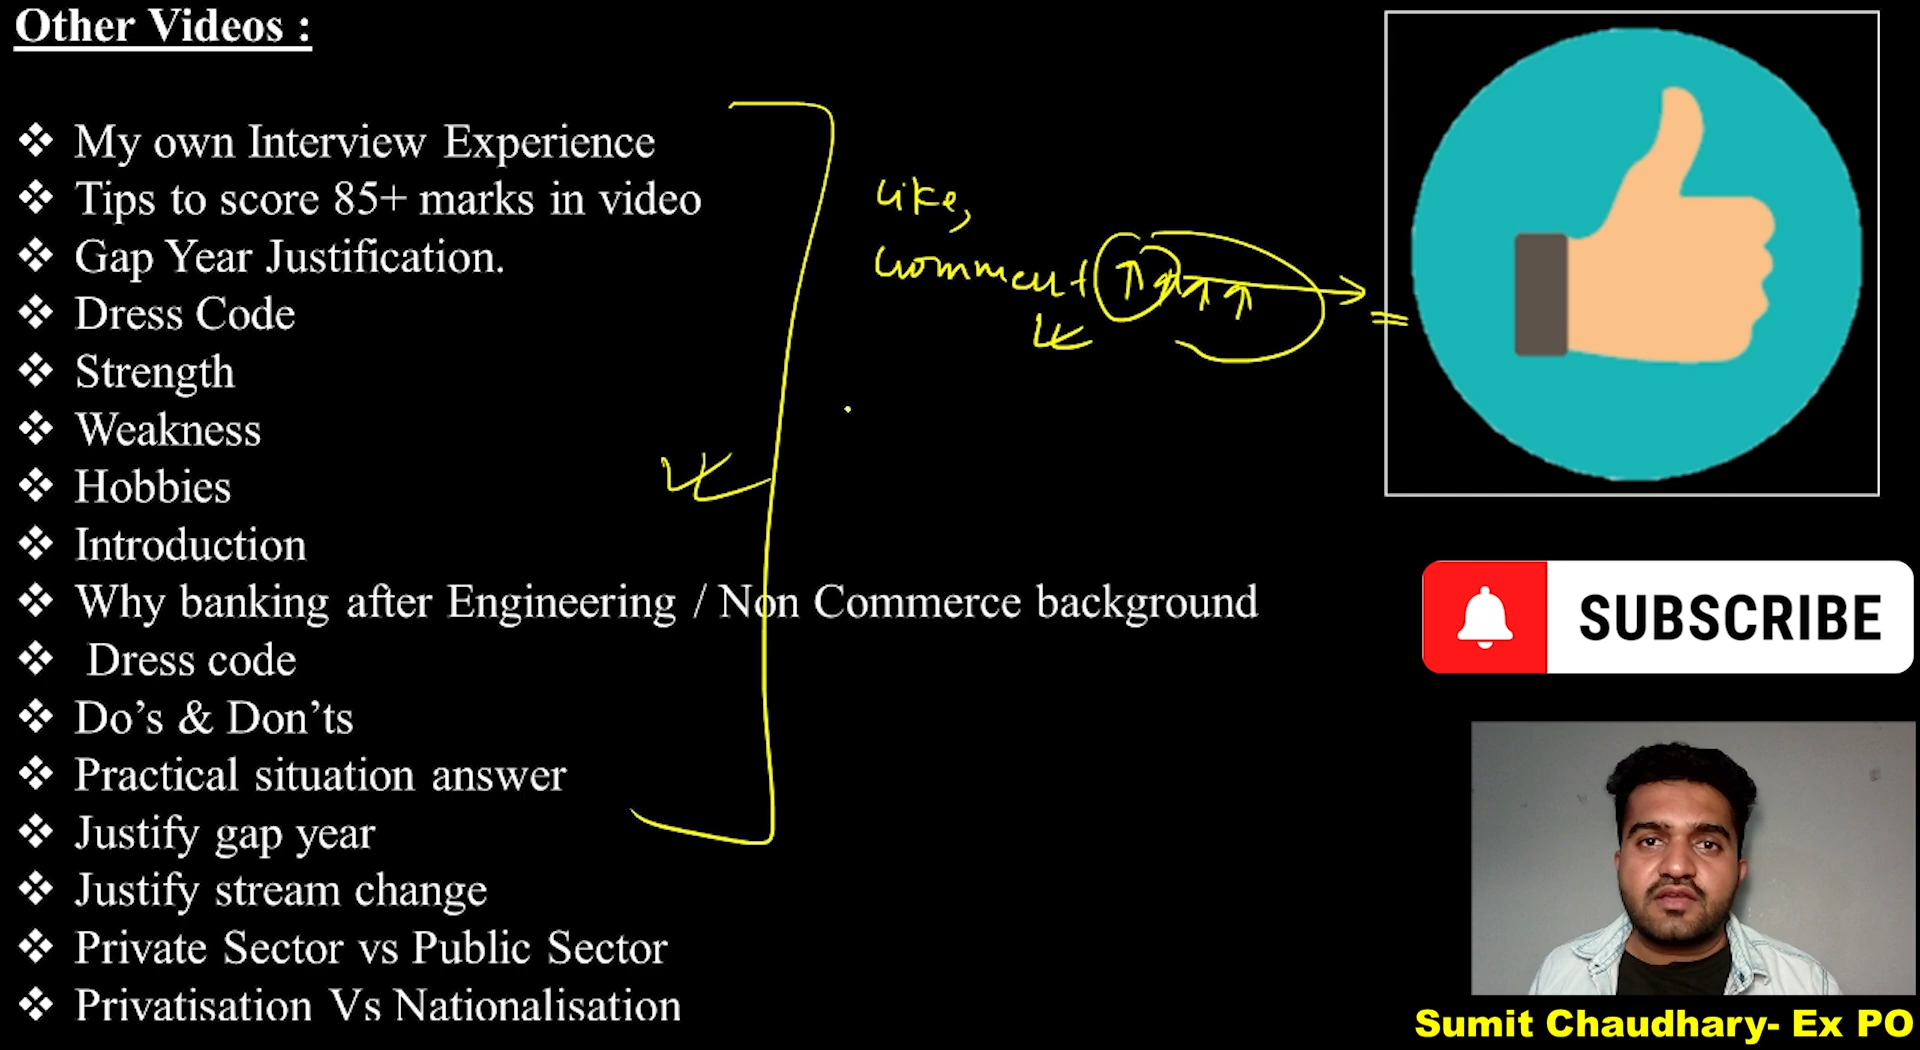 Other Videos :
❖ My own Interview Experience
❖ Tips to score 85+ marks in video
❖ Gap Year Justification.
❖ Dress Code
❖ Strength
❖ Weakness
❖ Hobbies
❖ Introduction
❖ Why banking after Engineering / Non Commerce background
❖ Dress code
❖ Do’s & Don’ts
❖ Practical situation answer
❖ Justify gap year
❖ Justify stream change
❖ Private Sector vs Public Sector
❖ Privatisation Vs Nationalisation
like,
comment
SUBSCRIBE
Sumit Chaudhary- Ex PO